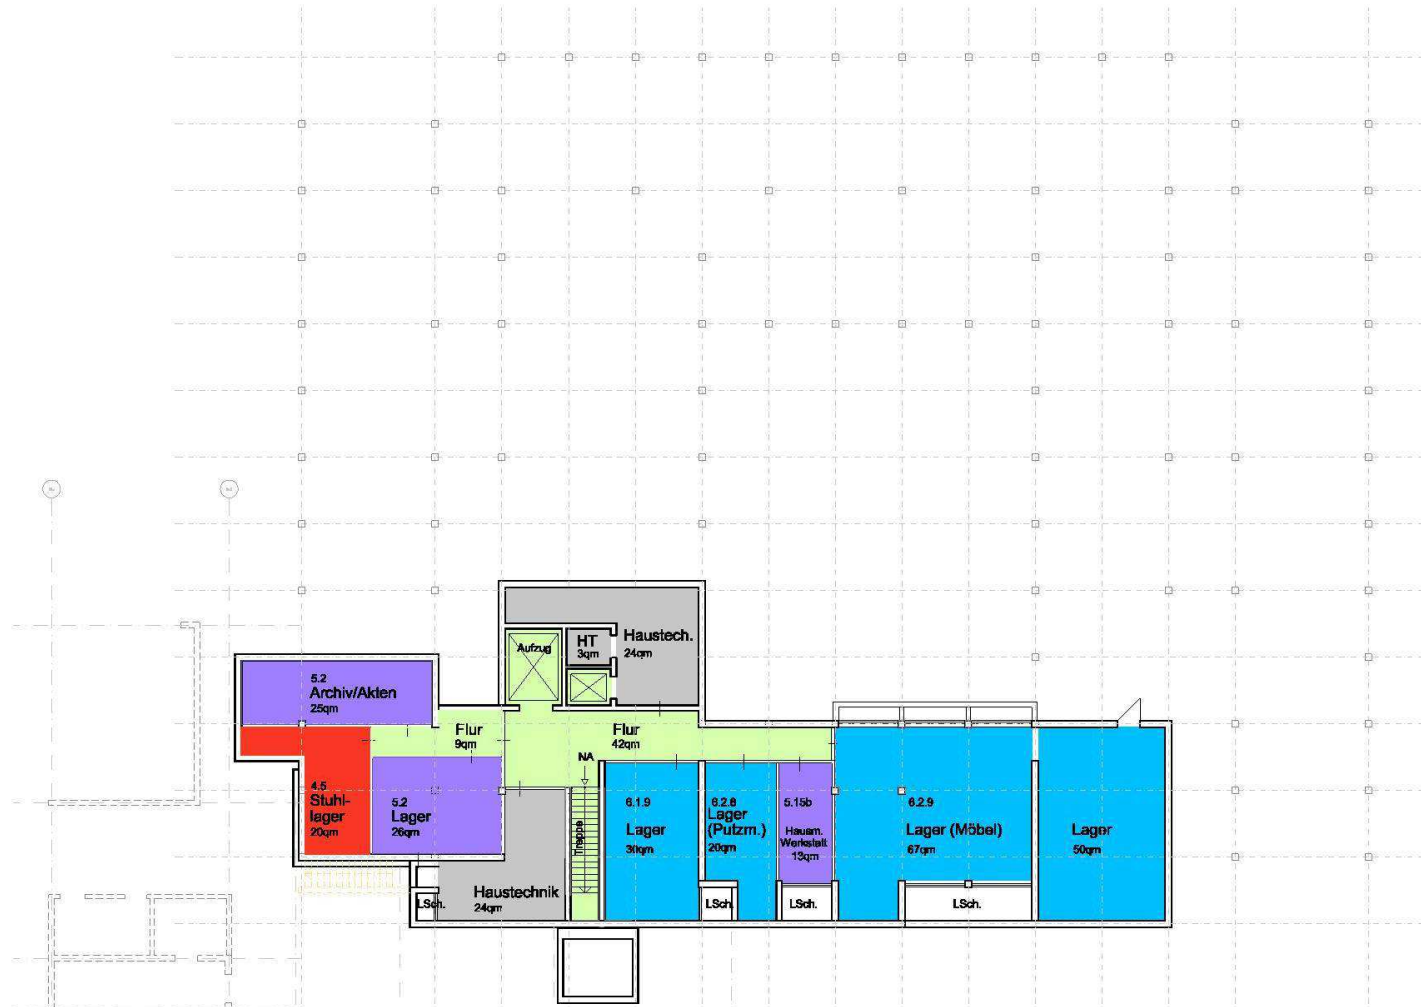 Aufzug
HT
3qm
Haustech.
24qm
5.2
Archiv/Akten
25qm
Flur
9qm
Flur
42qm
NA
4.5
Stuhl-
lager
20qm
5.2
Lager
26qm
Treppe
6.1.9
Lager
30qm
6.2.8
Lager
(Putzm.)
20qm
5.15b
Hausm.
Werkstatt
13qm
6.2.9
Lager (Möbel)
67qm
Lager
50qm
Haustechnik
24qm
LSch.
LSch.
LSch.
LSch.